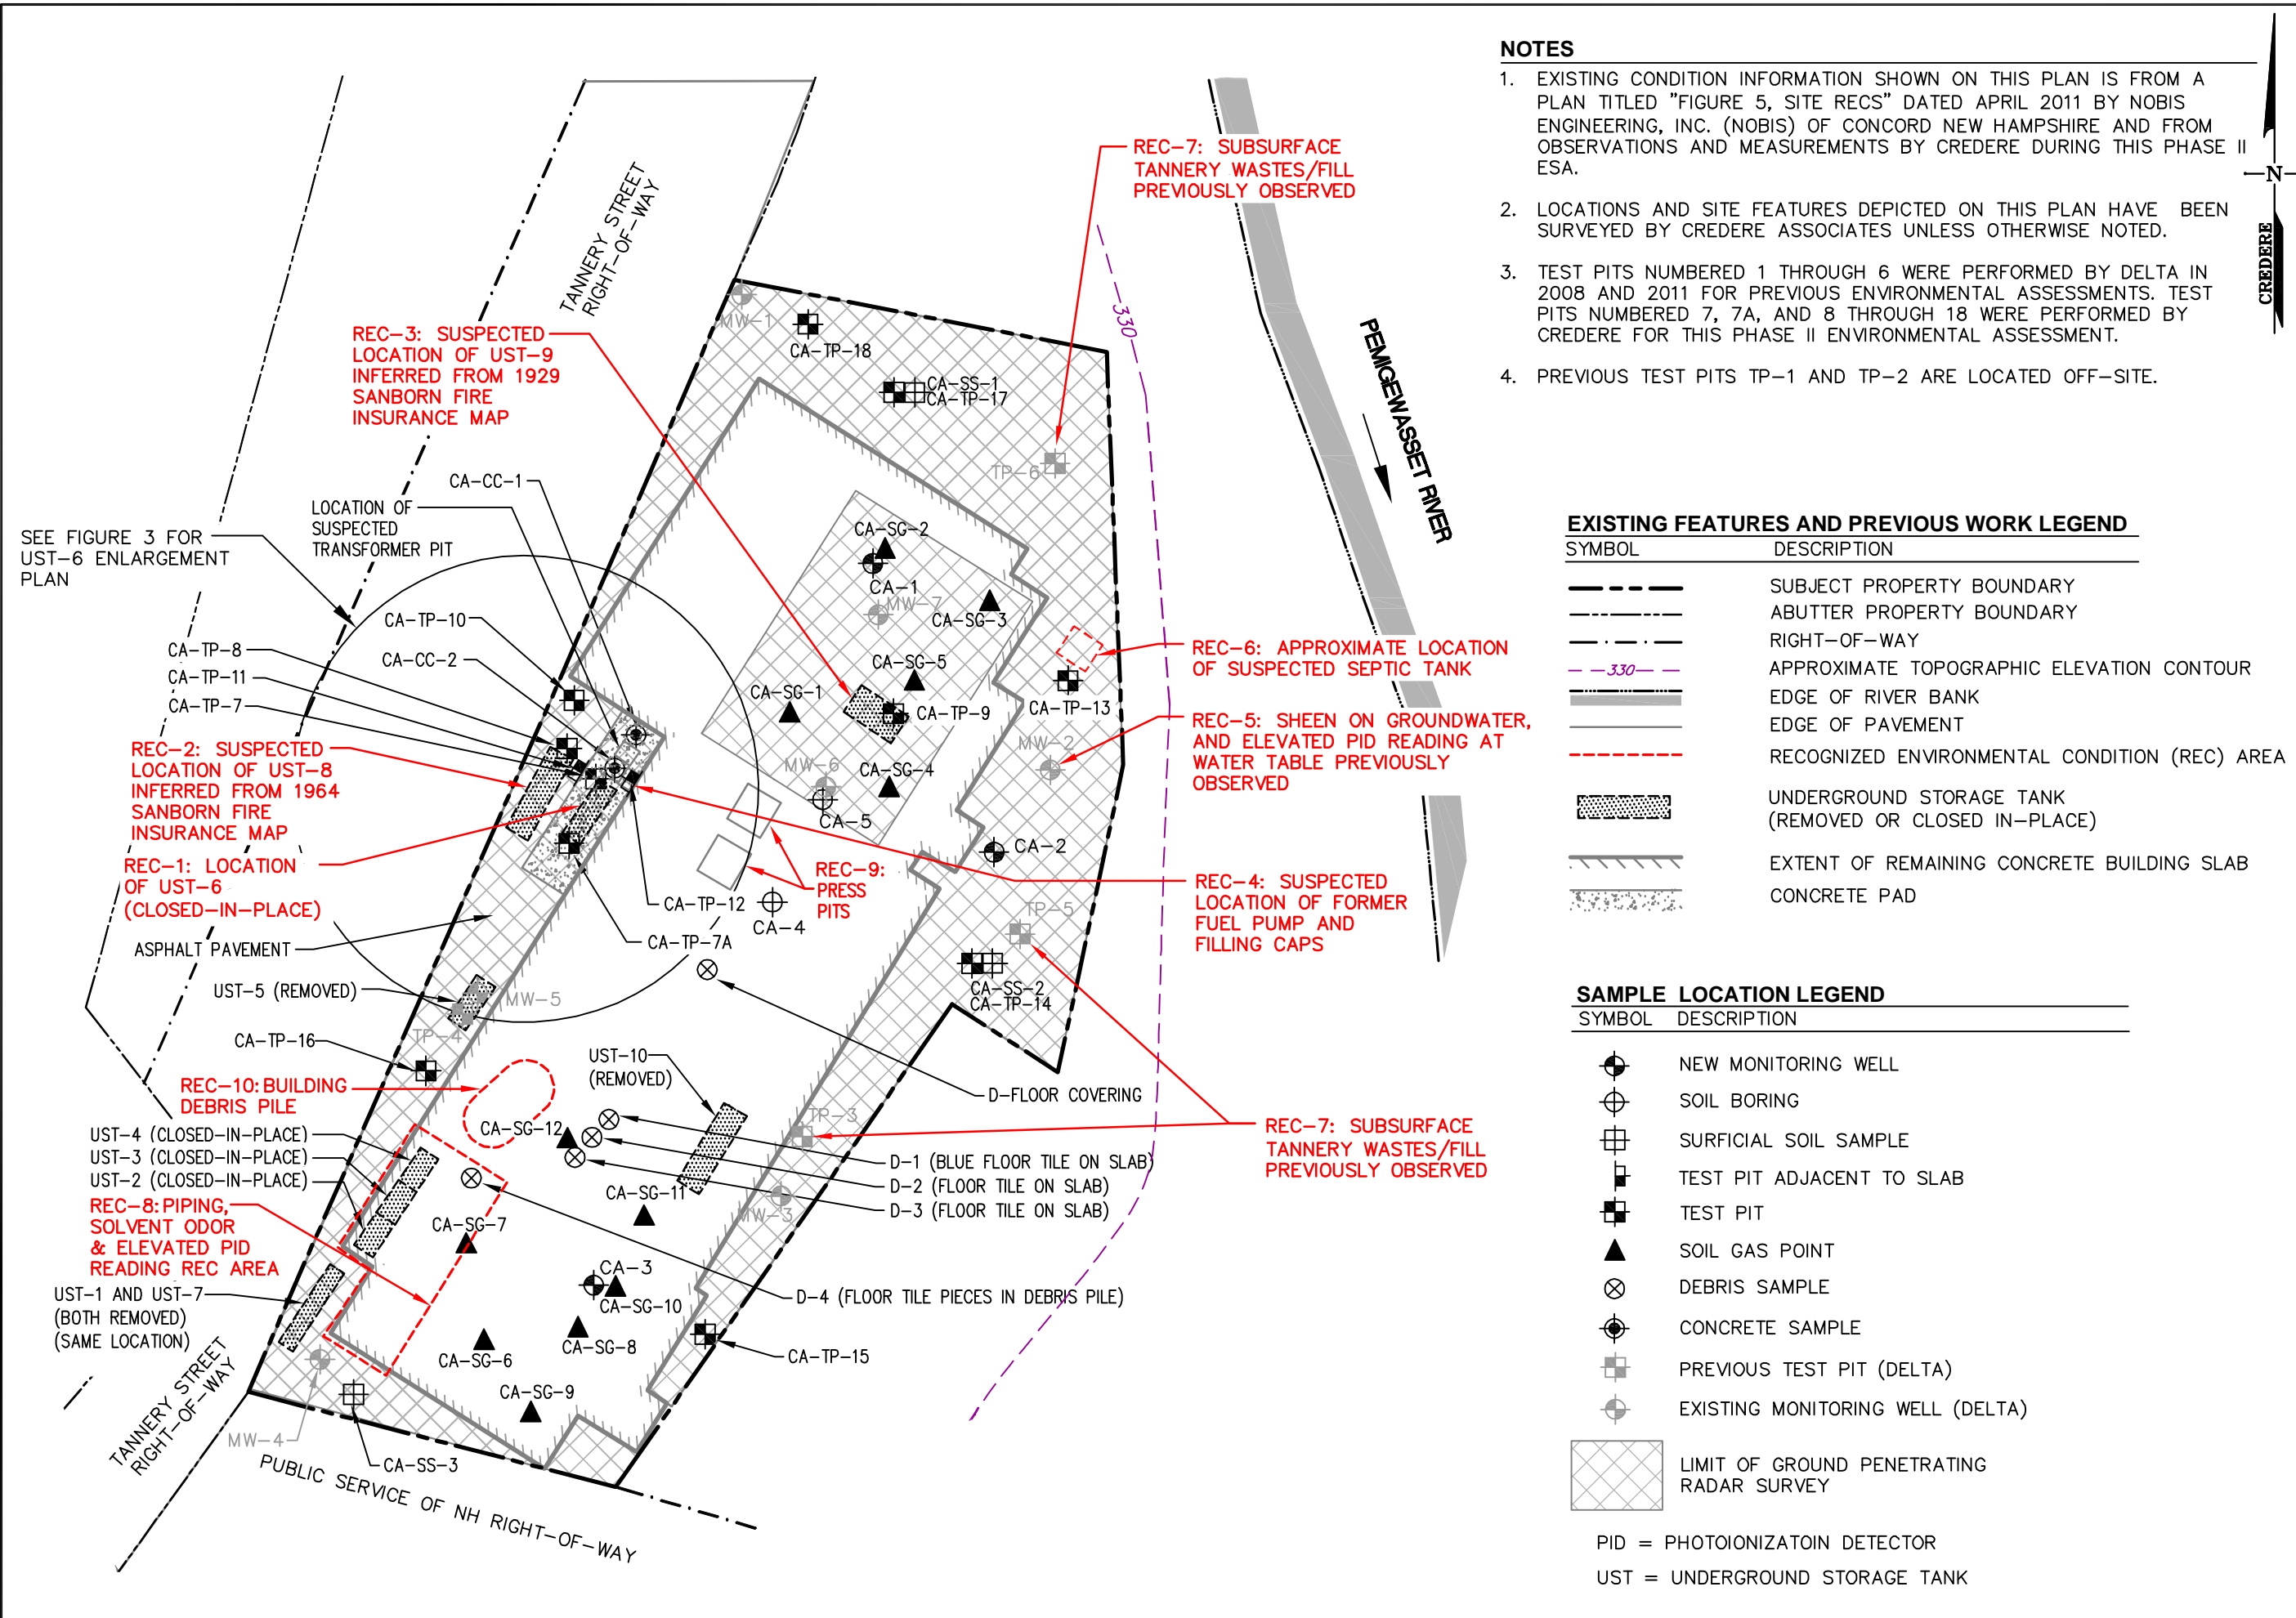 NOTES
1. EXISTING CONDITION INFORMATION SHOWN ON THIS PLAN IS FROM A
PLAN TITLED "FIGURE 5, SITE RECS" DATED APRIL 2011 BY NOBIS
ENGINEERING, INC. (NOBIS) OF CONCORD NEW HAMPSHIRE AND FROM
OBSERVATIONS AND MEASUREMENTS BY CREDERE DURING THIS PHASE II
ESA.
2. LOCATIONS AND SITE FEATURES DEPICTED ON THIS PLAN HAVE BEEN
SURVEYED BY CREDERE ASSOCIATES UNLESS OTHERWISE NOTED.
3. TEST PITS NUMBERED 1 THROUGH 6 WERE PERFORMED BY DELTA IN
2008 AND 2011 FOR PREVIOUS ENVIRONMENTAL ASSESSMENTS. TEST
PITS NUMBERED 7, 7A, AND 8 THROUGH 18 WERE PERFORMED BY
CREDERE FOR THIS PHASE II ENVIRONMENTAL ASSESSMENT.
4. PREVIOUS TEST PITS TP-1 AND TP-2 ARE LOCATED OFF-SITE.
N
CREDERE
EXISTING FEATURES AND PREVIOUS WORK LEGEND
SYMBOL DESCRIPTION
SUBJECT PROPERTY BOUNDARY
ABUTTER PROPERTY BOUNDARY
RIGHT-OF-WAY
330 APPROXIMATE TOPOGRAPHIC ELEVATION CONTOUR
EDGE OF RIVER BANK
EDGE OF PAVEMENT
RECOGNIZED ENVIRONMENTAL CONDITION (REC) AREA
UNDERGROUND STORAGE TANK
(REMOVED OR CLOSED IN-PLACE)
EXTENT OF REMAINING CONCRETE BUILDING SLAB
CONCRETE PAD
SAMPLE LOCATION LEGEND
SYMBOL DESCRIPTION
NEW MONITORING WELL
SOIL BORING
SURFICIAL SOIL SAMPLE
TEST PIT ADJACENT TO SLAB
TEST PIT
SOIL GAS POINT
DEBRIS SAMPLE
CONCRETE SAMPLE
PREVIOUS TEST PIT (DELTA)
EXISTING MONITORING WELL (DELTA)
LIMIT OF GROUND PENETRATING
RADAR SURVEY
PID = PHOTOIONIZATOIN DETECTOR
UST = UNDERGROUND STORAGE TANK
TANNERY STREET
RIGHT-OF-WAY
REC-7: SUBSURFACE
TANNERY WASTES/FILL
PREVIOUSLY OBSERVED
330
PEMIGEWASSET RIVER
MW-1
CA-TP-18
CA-SS-1
CA-TP-17
TP-6
REC-3: SUSPECTED
LOCATION OF UST-9
INFERRED FROM 1929
SANBORN FIRE
INSURANCE MAP
CA-CC-1
LOCATION OF
SUSPECTED
TRANSFORMER PIT
SEE FIGURE 3 FOR
UST-6 ENLARGEMENT
PLAN
CA-TP-10
CA-CC-2
CA-TP-8
CA-TP-11
CA-TP-7
CA-SG-2
CA-1
MW-7
CA-SG-3
CA-SG-5
CA-SG-1
CA-TP-9
MW-6
CA-SG-4
CA-5
REC-6: APPROXIMATE LOCATION
OF SUSPECTED SEPTIC TANK
CA-TP-13
MW-2
REC-5: SHEEN ON GROUNDWATER,
AND ELEVATED PID READING AT
WATER TABLE PREVIOUSLY
OBSERVED
REC-2: SUSPECTED
LOCATION OF UST-8
INFERRED FROM 1964
SANBORN FIRE
INSURANCE MAP
REC-1: LOCATION
OF UST-6
(CLOSED-IN-PLACE)
CA-2
REC-9:
PRESS
PITS
REC-4: SUSPECTED
LOCATION OF FORMER
FUEL PUMP AND
FILLING CAPS
CA-TP-12
CA-4
CA-TP-7A
TP-5
ASPHALT PAVEMENT
UST-5 (REMOVED)
MW-5
CA-SS-2
CA-TP-14
TP-4
CA-TP-16
UST-10
(REMOVED)
D-FLOOR COVERING
REC-10: BUILDING
DEBRIS PILE
CA-SG-12
TP-3
REC-7: SUBSURFACE
TANNERY WASTES/FILL
PREVIOUSLY OBSERVED
UST-4 (CLOSED-IN-PLACE)
UST-3 (CLOSED-IN-PLACE)
UST-2 (CLOSED-IN-PLACE)
D-1 (BLUE FLOOR TILE ON SLAB)
D-2 (FLOOR TILE ON SLAB)
D-3 (FLOOR TILE ON SLAB)
REC-8: PIPING,
SOLVENT ODOR
& ELEVATED PID
READING REC AREA
CA-SG-11
CA-SG-7
MW-3
UST-1 AND UST-7
(BOTH REMOVED)
(SAME LOCATION)
CA-3
CA-SG-10
D-4 (FLOOR TILE PIECES IN DEBRIS PILE)
CA-SG-6
CA-SG-8
CA-TP-15
CA-SG-9
TANNERY STREET
RIGHT-OF-WAY
MW-4
CA-SS-3
PUBLIC SERVICE OF NH RIGHT-OF-WAY